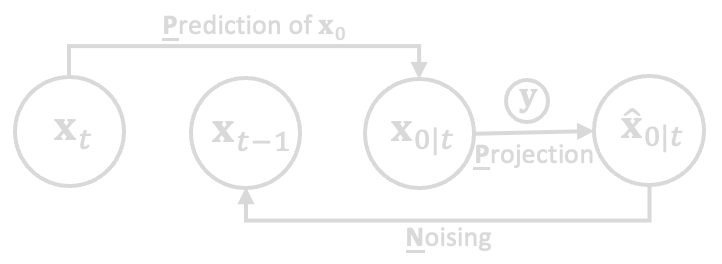 Prediction of x₀
xₜ
xₜ₋₁
x₀|ₜ
y
x̂₀|ₜ
Projection
Noising